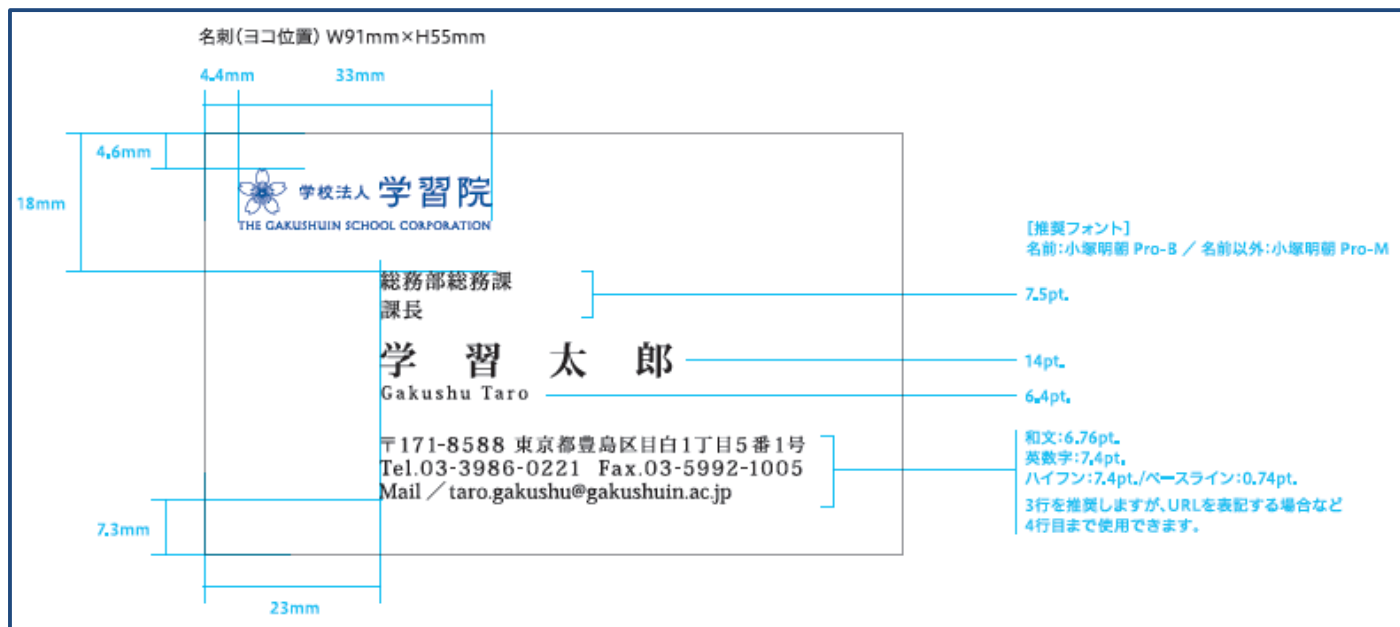 名刺(ヨコ位置) W91mm×H55mm
4.4mm
33mm
4.6mm
18mm
学校法人 学習院
THE GAKUSHUIN SCHOOL CORPORATION
[推奨フォント]
名前:小塚明朝 Pro-B / 名前以外:小塚明朝 Pro-M
総務部総務課
課長
7.5pt.
学 習 太 郎
14pt.
Gakushu Taro
6.4pt.
〒171-8588 東京都豊島区目白1丁目5番1号
Tel.03-3986-0221 Fax.03-5992-1005
Mail/taro.gakushu@gakushuin.ac.jp
和文:6.76pt.
英数字:7.4pt.
ハイフン:7.4pt./ベースライン:0.74pt.
3行を推奨しますが、URLを表記する場合など
4行目まで使用できます。
7.3mm
23mm